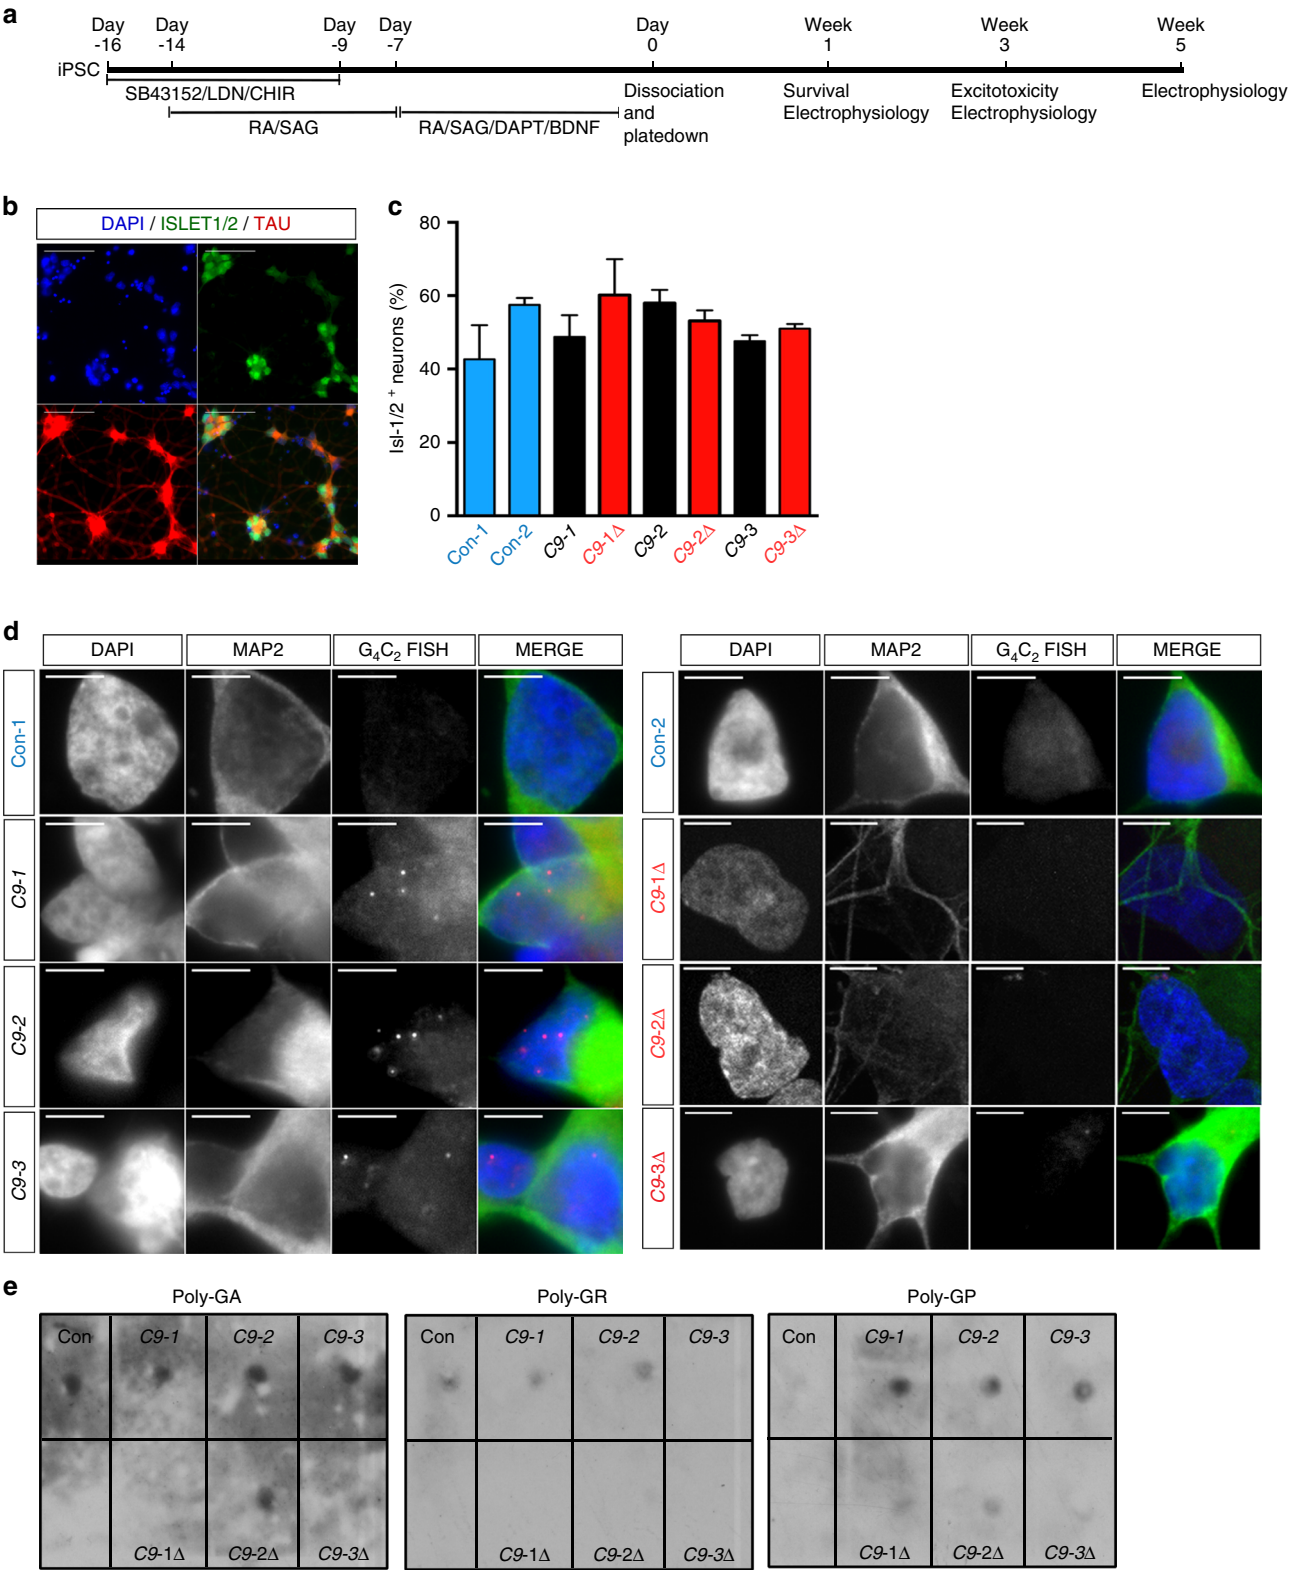 a
Day -16
Day -14
Day -9
Day -7
Day 0
Week 1
Week 3
Week 5
iPSC
SB43152/LDN/CHIR
RA/SAG
RA/SAG/DAPT/BDNF
Dissociation and platedown
Survival Electrophysiology
Excitotoxicity Electrophysiology
Electrophysiology
b
DAPI / ISLET1/2 / TAU
c
Isl-1/2 + neurons (%)
80
60
40
20
0
Con-1
Con-2
C9-1
C9-1Δ
C9-2
C9-2Δ
C9-3
C9-3Δ
d
DAPI MAP2 G4C2 FISH MERGE
Con-1
C9-1
C9-2
C9-3
DAPI MAP2 G4C2 FISH MERGE
Con-2
C9-1Δ
C9-2Δ
C9-3Δ
e
Poly-GA
Con C9-1 C9-2 C9-3
C9-1Δ C9-2Δ C9-3Δ
Poly-GR
Con C9-1 C9-2 C9-3
C9-1Δ C9-2Δ C9-3Δ
Poly-GP
Con C9-1 C9-2 C9-3
C9-1Δ C9-2Δ C9-3Δ